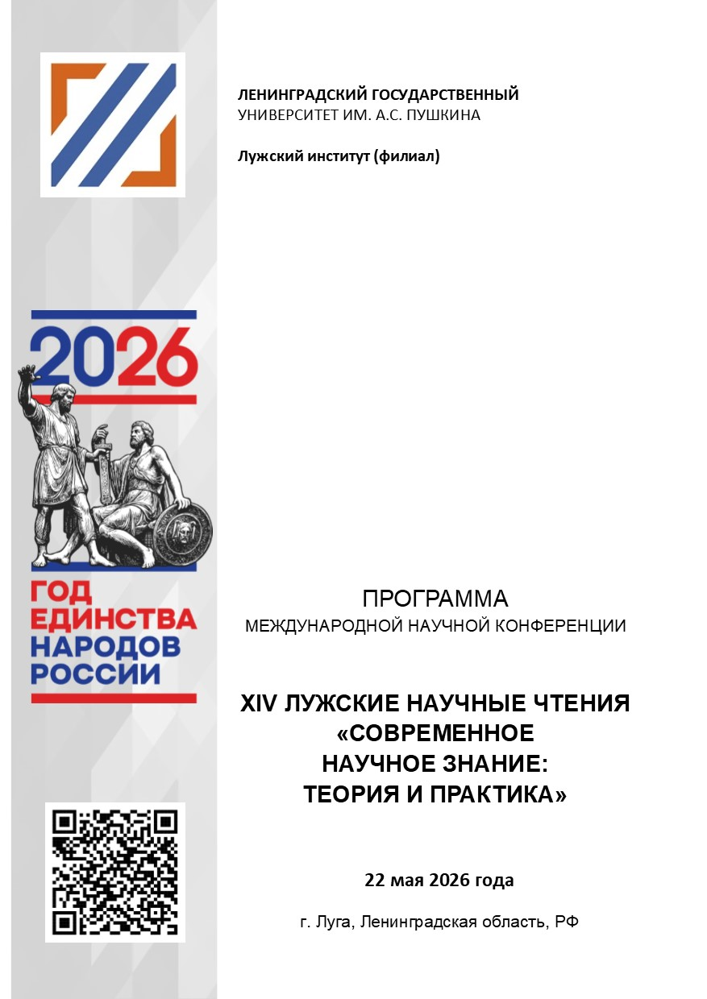 ЛЕНИНГРАДСКИЙ ГОСУДАРСТВЕННЫЙ
УНИВЕРСИТЕТ ИМ. А.С. ПУШКИНА
Лужский институт (филиал)
2026
ГОД
ЕДИНСТВА
НАРОДОВ
РОССИИ
ПРОГРАММА
МЕЖДУНАРОДНОЙ НАУЧНОЙ КОНФЕРЕНЦИИ
XIV ЛУЖСКИЕ НАУЧНЫЕ ЧТЕНИЯ
«СОВРЕМЕННОЕ
НАУЧНОЕ ЗНАНИЕ:
ТЕОРИЯ И ПРАКТИКА»
22 мая 2026 года
г. Луга, Ленинградская область, РФ